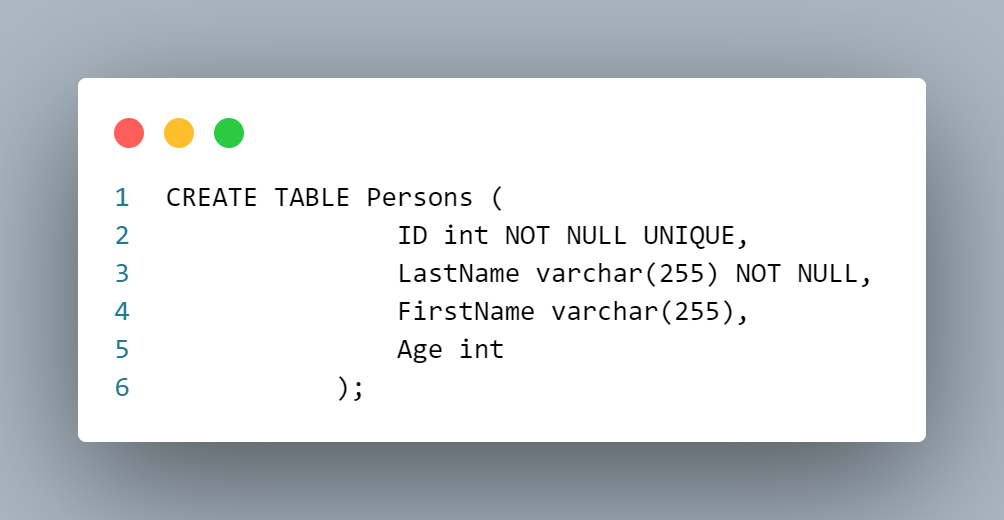 1 CREATE TABLE Persons (
2 ID int NOT NULL UNIQUE,
3 LastName varchar(255) NOT NULL,
4 FirstName varchar(255),
5 Age int
6 );